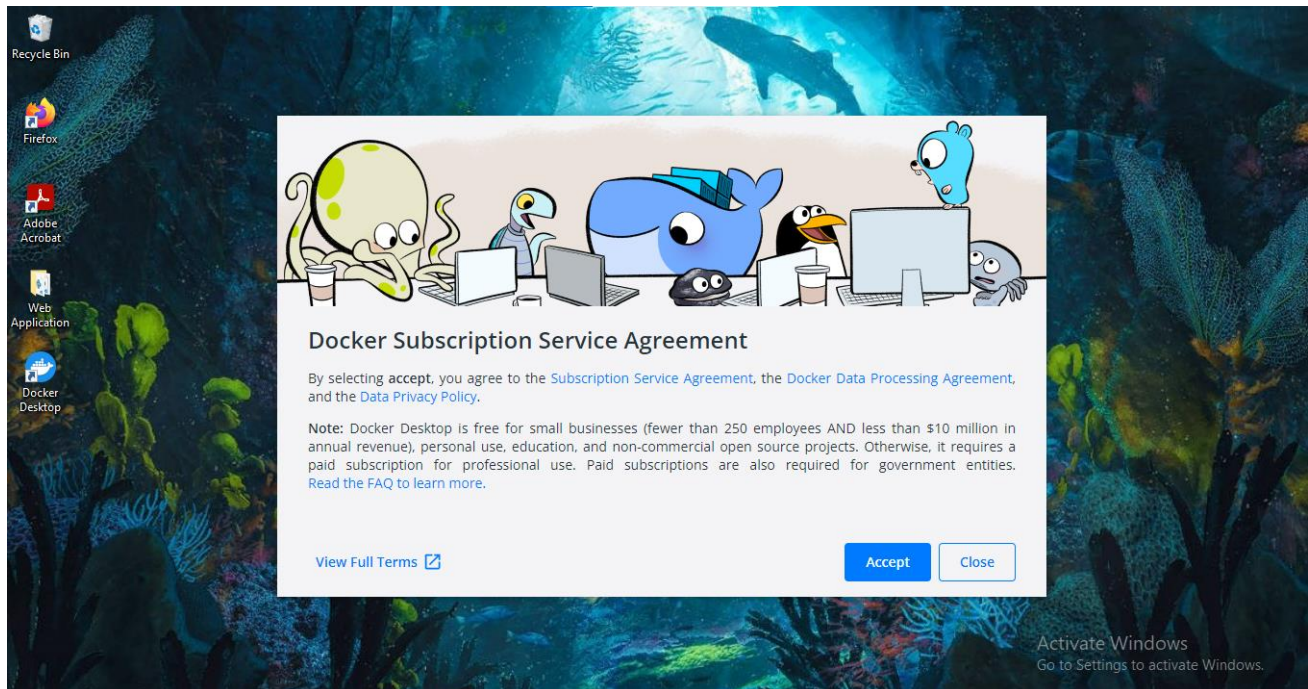 Recycle Bin
Firefox
Adobe
Acrobat
Web
Application
Docker
Desktop
Docker Subscription Service Agreement
By selecting accept, you agree to the Subscription Service Agreement, the Docker Data Processing Agreement,
and the Data Privacy Policy.
Note: Docker Desktop is free for small businesses (fewer than 250 employees AND less than $10 million in
annual revenue), personal use, education, and non-commercial open source projects. Otherwise, it requires a
paid subscription for professional use. Paid subscriptions are also required for government entities.
Read the FAQ to learn more.
View Full Terms
Accept
Close
Activate Windows
Go to Settings to activate Windows.